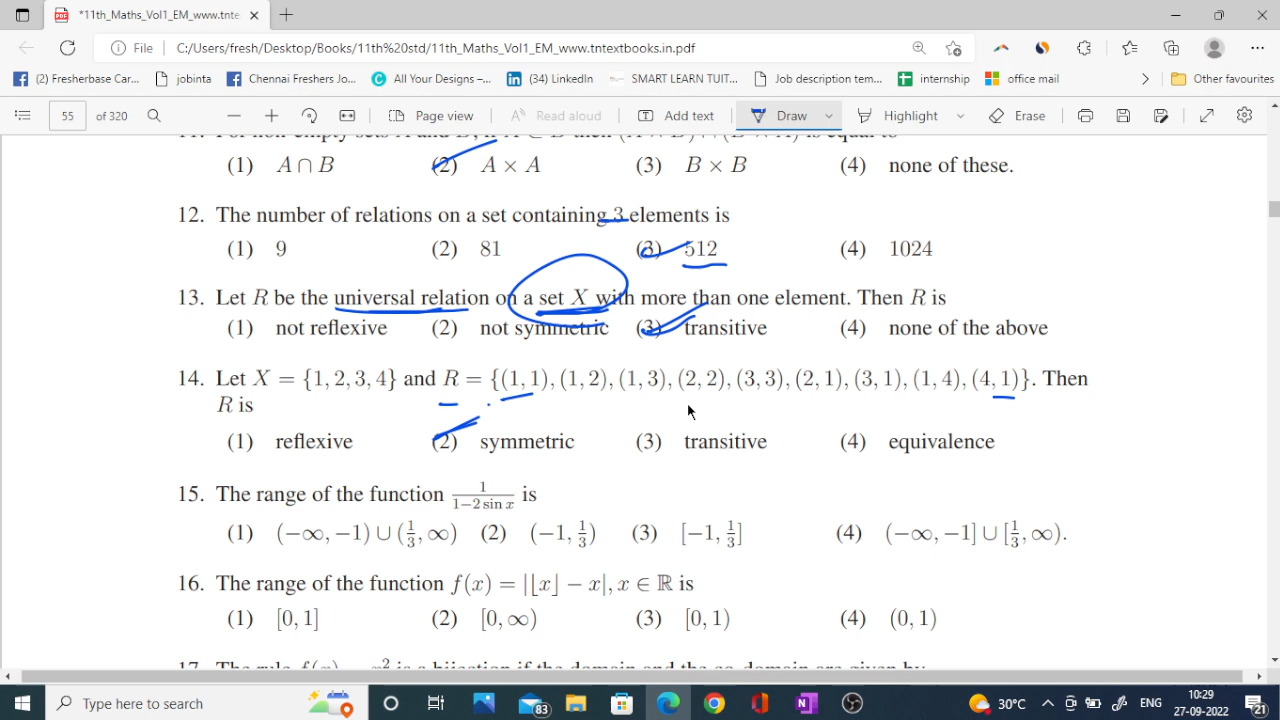 *11th_Maths_Vol1_EM_www.tnte
File C:/Users/fresh/Desktop/Books/11th%20std/11th_Maths_Vol1_EM_www.tntextbooks.in.pdf
(2) Fresherbase Car... jobinta Chennai Freshers Jo... All Your Designs –... (34) LinkedIn SMART LEARN TUIT... Job description tem... internship office mail Other favourites
55 of 320 Page view Read aloud Add text Draw Highlight Erase
(1) A ∩ B (2) A × A (3) B × B (4) none of these.
12. The number of relations on a set containing 3 elements is
(1) 9 (2) 81 (3) 512 (4) 1024
13. Let R be the universal relation on a set X with more than one element. Then R is
(1) not reflexive (2) not symmetric (3) transitive (4) none of the above
14. Let X = {1, 2, 3, 4} and R = {(1, 1), (1, 2), (1, 3), (2, 2), (3, 3), (2, 1), (3, 1), (1, 4), (4, 1)}. Then
R is
(1) reflexive (2) symmetric (3) transitive (4) equivalence
15. The range of the function 1/(1−2 sin x) is
(1) (−∞, −1) ∪ (1/3, ∞) (2) (−1, 1/3) (3) [−1, 1/3] (4) (−∞, −1] ∪ [1/3, ∞).
16. The range of the function f(x) = |⌊x⌋ − x|, x ∈ ℝ is
(1) [0, 1] (2) [0, ∞) (3) [0, 1) (4) (0, 1)
Type here to search 83 30°C ENG 10:29
27-09-2022 21